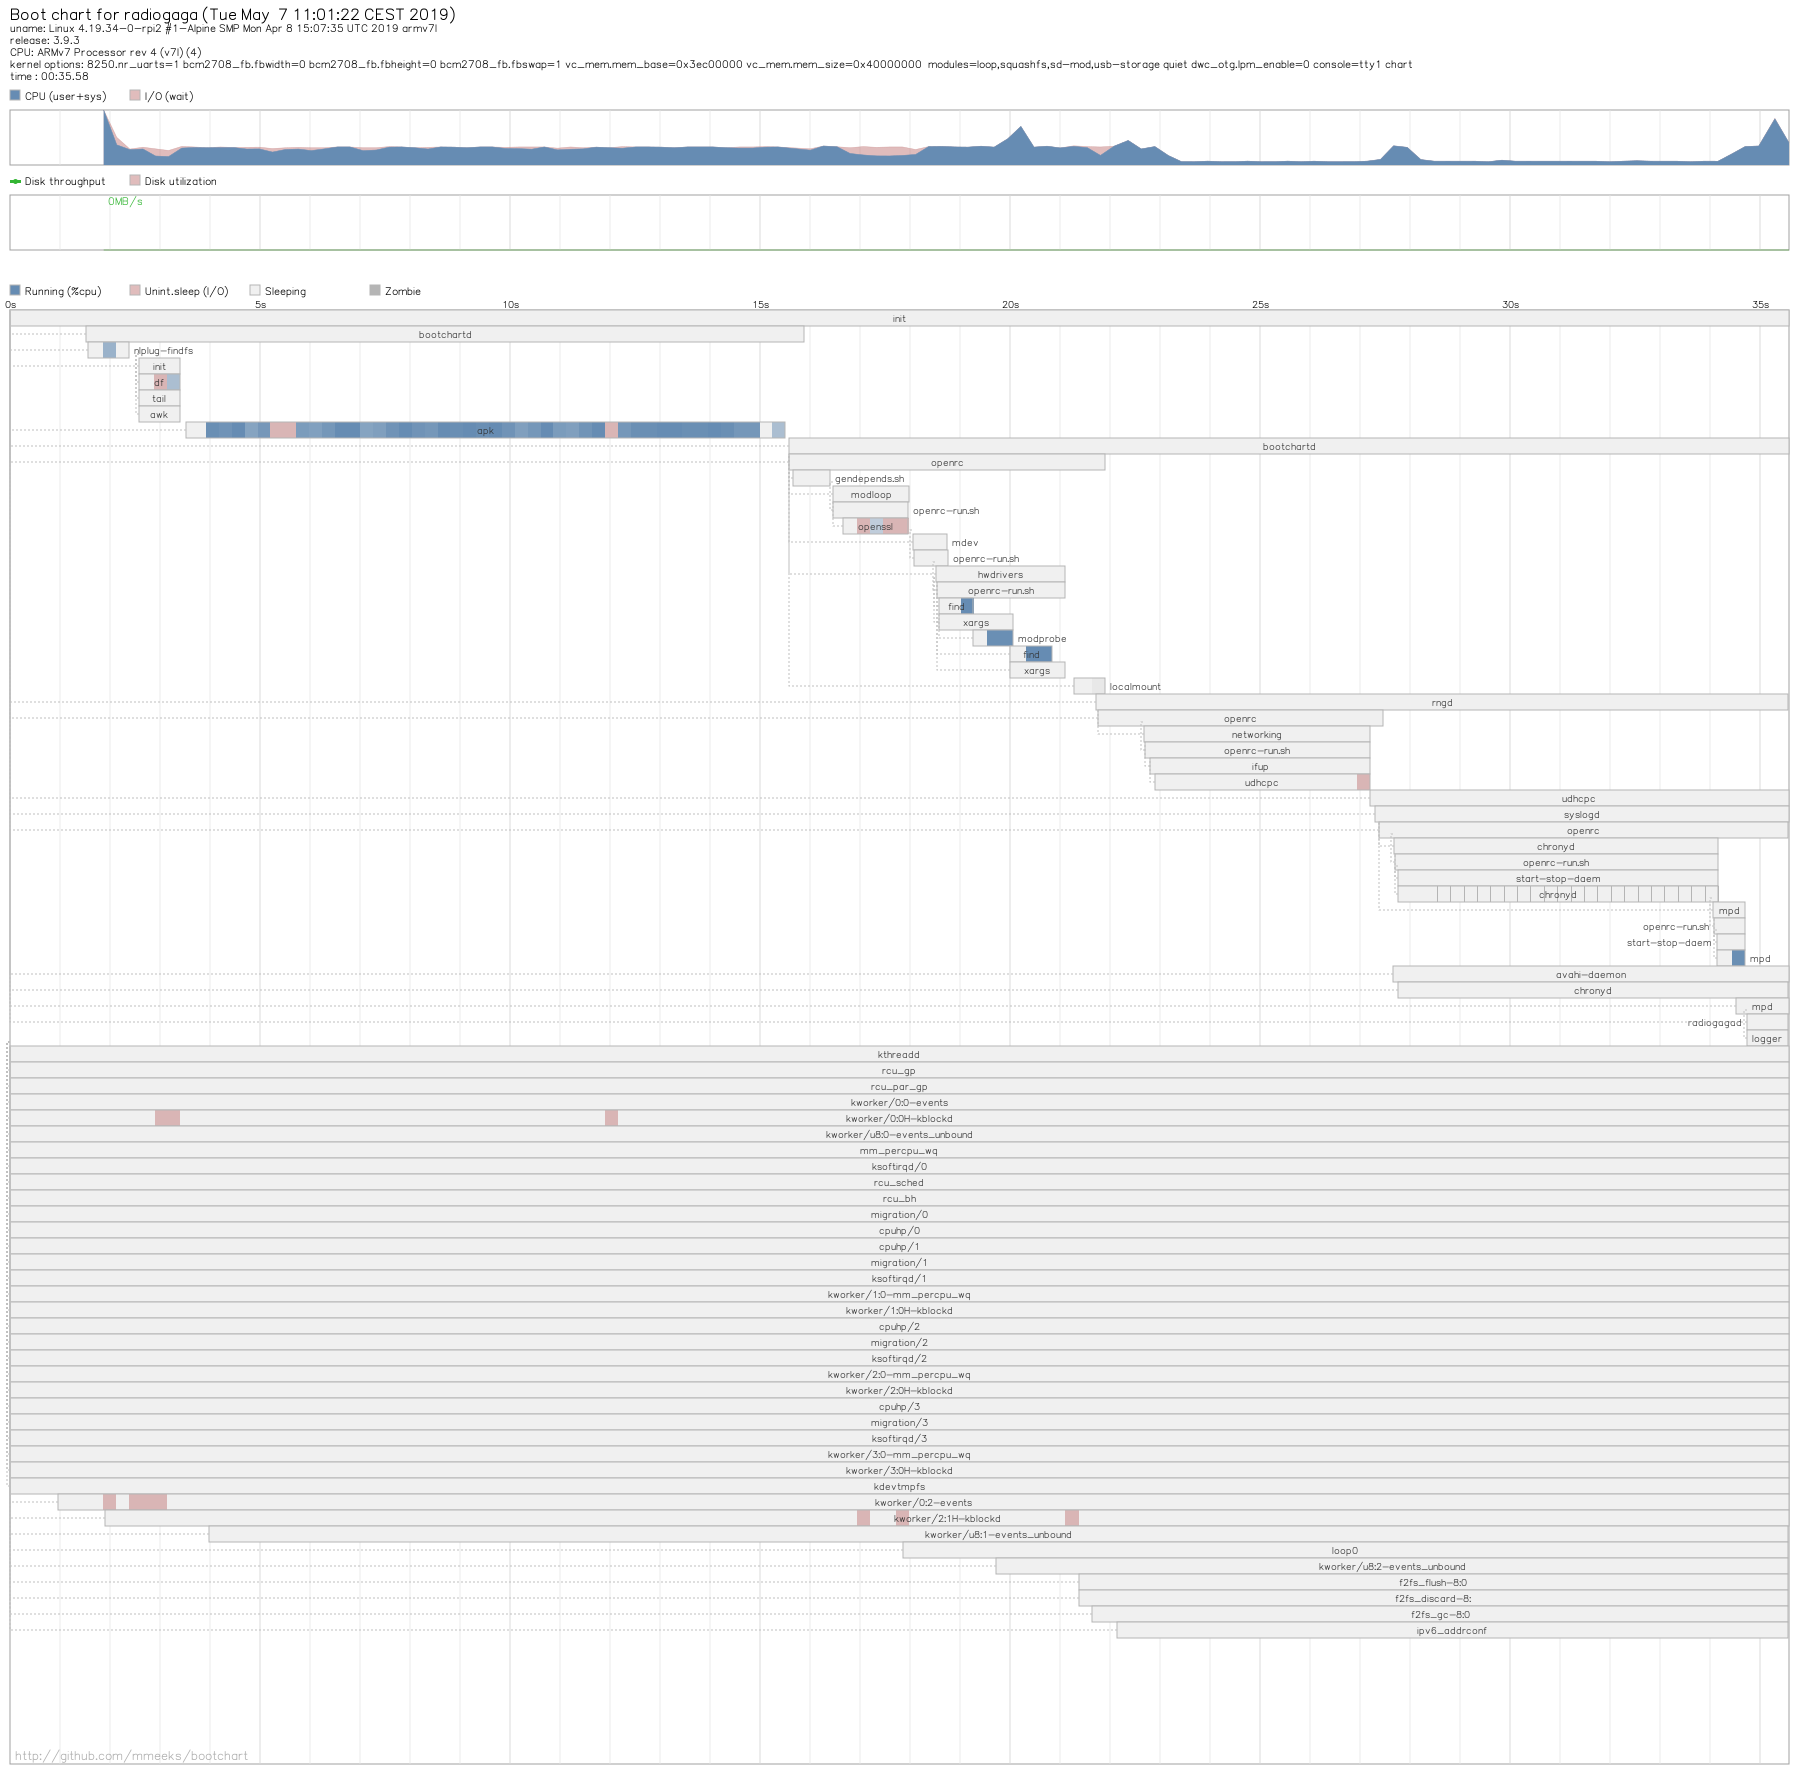 Boot chart for radiogaga (Tue May  7 11:01:22 CEST 2019)
uname: Linux 4.19.34-0-rpi2 #1-Alpine SMP Mon Apr 8 15:07:35 UTC 2019 armv7l
release: 3.9.3
CPU: ARMv7 Processor rev 4 (v7l) (4)
kernel options: 8250.nr_uarts=1 bcm2708_fb.fbwidth=0 bcm2708_fb.fbheight=0 bcm2708_fb.fbswap=1 vc_mem.mem_base=0x3ec00000 vc_mem.mem_size=0x40000000  modules=loop,squashfs,sd-mod,usb-storage quiet dwc_otg.lpm_enable=0 console=tty1 chart
time : 00:35.58
CPU (user+sys) I/O (wait)
Disk throughput Disk utilization
0MB/s
Running (%cpu) Unint.sleep (I/O) Sleeping Zombie
0s 5s 10s 15s 20s 25s 30s 35s
init
bootchartd
nlplug-findfs
init
df
tail
awk
apk
bootchartd
openrc
gendepends.sh
modloop
openrc-run.sh
openssl
mdev
openrc-run.sh
hwdrivers
openrc-run.sh
find
xargs
modprobe
find
xargs
localmount
rngd
openrc
networking
openrc-run.sh
ifup
udhcpc
udhcpc
syslogd
openrc
chronyd
openrc-run.sh
start-stop-daem
chronyd
mpd
openrc-run.sh
start-stop-daem
mpd
avahi-daemon
chronyd
mpd
radiogagad
logger
kthreadd
rcu_gp
rcu_par_gp
kworker/0:0-events
kworker/0:0H-kblockd
kworker/u8:0-events_unbound
mm_percpu_wq
ksoftirqd/0
rcu_sched
rcu_bh
migration/0
cpuhp/0
cpuhp/1
migration/1
ksoftirqd/1
kworker/1:0-mm_percpu_wq
kworker/1:0H-kblockd
cpuhp/2
migration/2
ksoftirqd/2
kworker/2:0-mm_percpu_wq
kworker/2:0H-kblockd
cpuhp/3
migration/3
ksoftirqd/3
kworker/3:0-mm_percpu_wq
kworker/3:0H-kblockd
kdevtmpfs
kworker/0:2-events
kworker/2:1H-kblockd
kworker/u8:1-events_unbound
loop0
kworker/u8:2-events_unbound
f2fs_flush-8:0
f2fs_discard-8:
f2fs_gc-8:0
ipv6_addrconf
http://github.com/mmeeks/bootchart